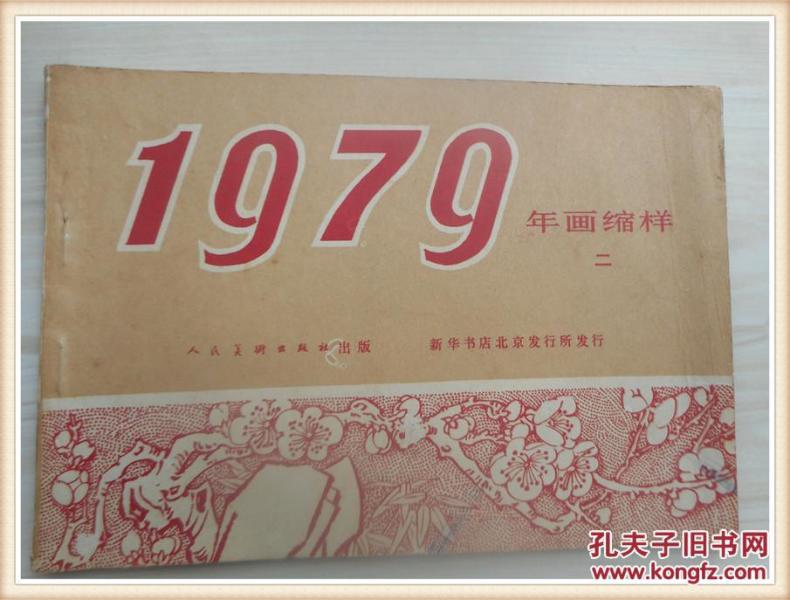 1979
年画缩样
二
人民美术出版社出版
新华书店北京发行所发行
孔夫子旧书网
www.kongfz.com